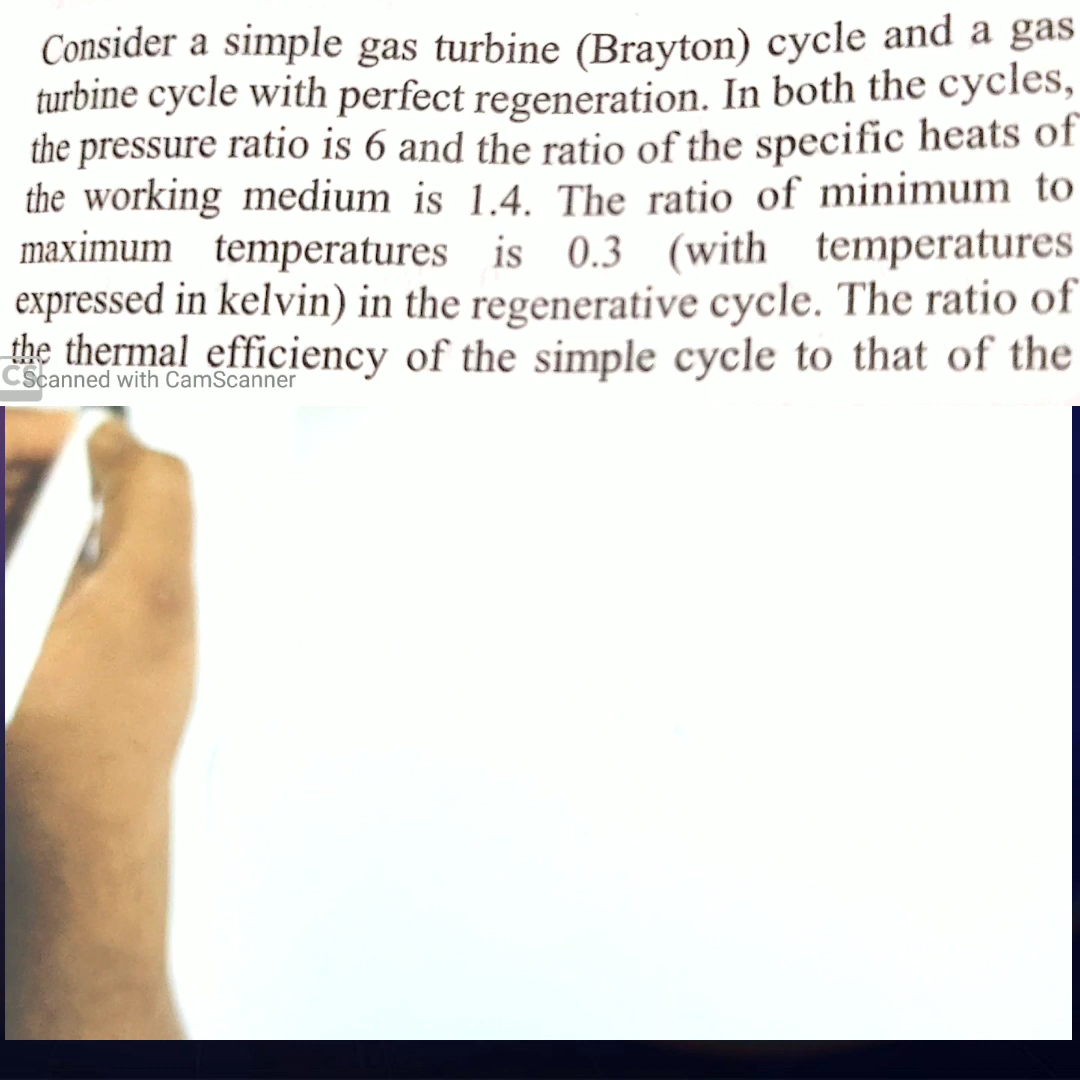 Consider a simple gas turbine (Brayton) cycle and a gas
turbine cycle with perfect regeneration. In both the cycles,
the pressure ratio is 6 and the ratio of the specific heats of
the working medium is 1.4. The ratio of minimum to
maximum temperatures is 0.3 (with temperatures
expressed in kelvin) in the regenerative cycle. The ratio of
the thermal efficiency of the simple cycle to that of the
CS Scanned with CamScanner